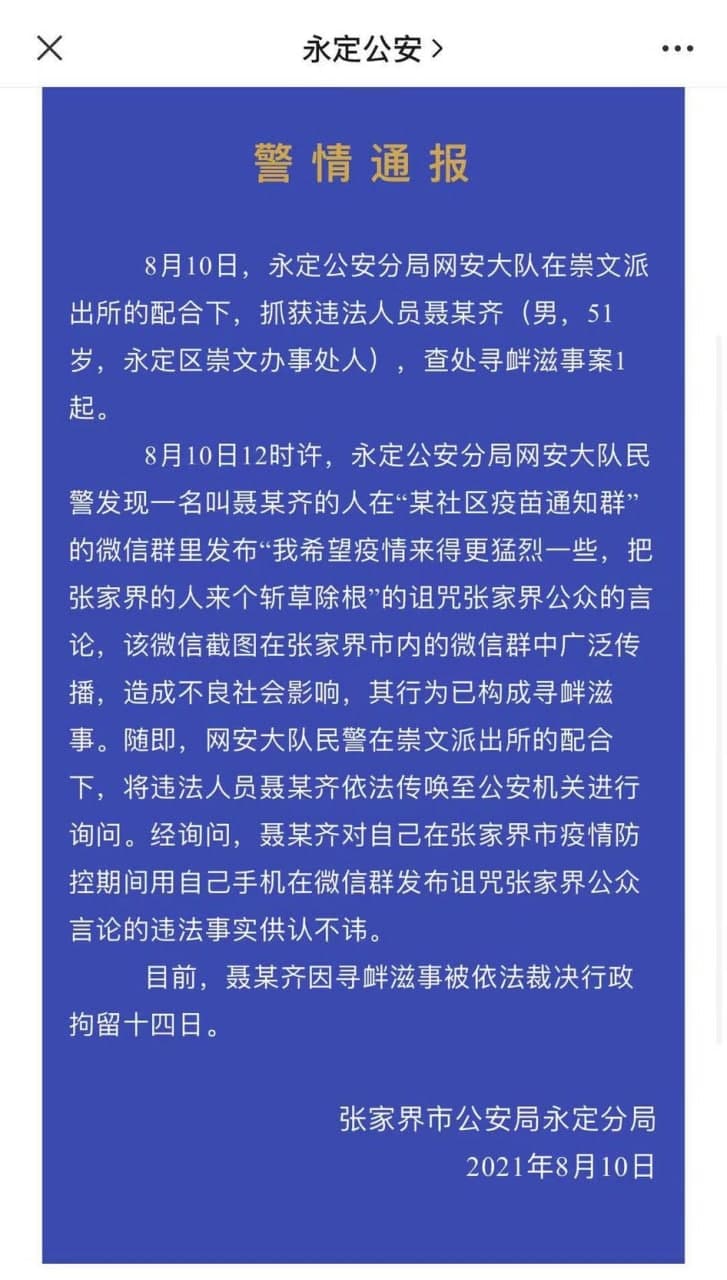 永定公安
警情通报
8月10日，永定公安分局网安大队在崇文派
出所的配合下，抓获违法人员聂某齐（男，51
岁，永定区崇文办事处人），查处寻衅滋事案1
起。
8月10日12时许，永定公安分局网安大队民
警发现一名叫聂某齐的人在“某社区疫苗通知群”
的微信群里发布“我希望疫情来得更猛烈一些，把
张家界的人来个斩草除根”的诅咒张家界公众的言
论，该微信截图在张家界市内的微信群中广泛传
播，造成不良社会影响，其行为已构成寻衅滋
事。随即，网安大队民警在崇文派出所的配合
下，将违法人员聂某齐依法传唤至公安机关进行
询问。经询问，聂某齐对自己在张家界市疫情防
控期间用自己手机在微信群发布诅咒张家界公众
言论的违法事实供认不讳。
目前，聂某齐因寻衅滋事被依法裁决行政
拘留十四日。
张家界市公安局永定分局
2021年8月10日